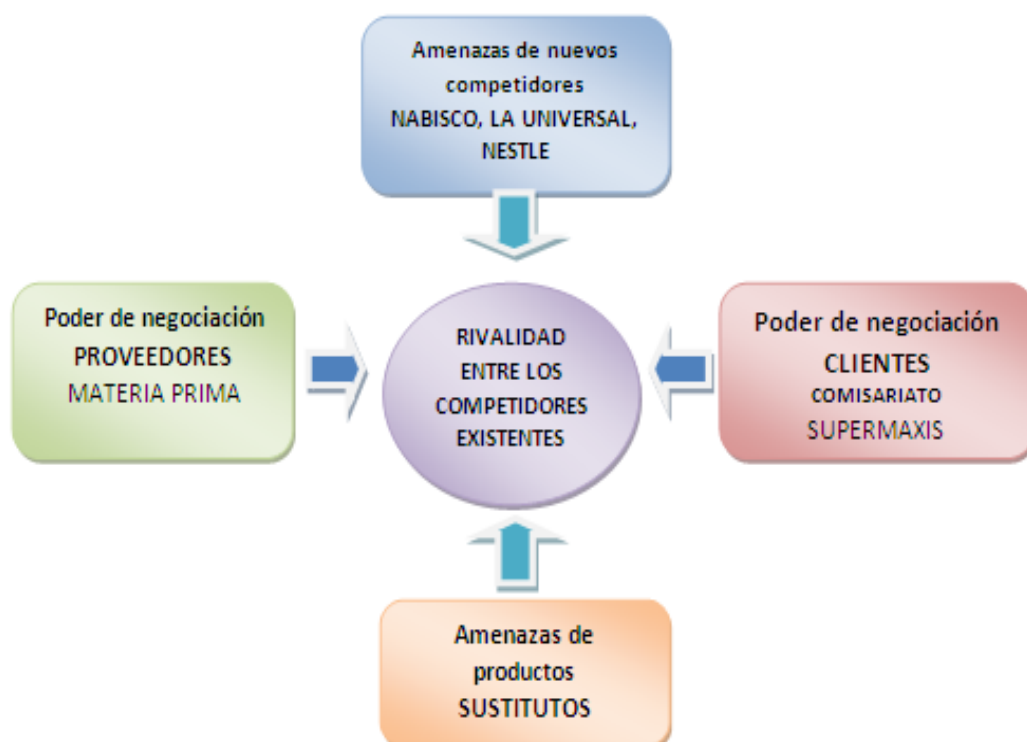 Amenazas de nuevos
competidores
NABISCO, LA UNIVERSAL,
NESTLE
Poder de negociación
PROVEEDORES
MATERIA PRIMA
RIVALIDAD
ENTRE LOS
COMPETIDORES
EXISTENTES
Poder de negociación
CLIENTES
COMISARIATO
SUPERMAXIS
Amenazas de
productos
SUSTITUTOS